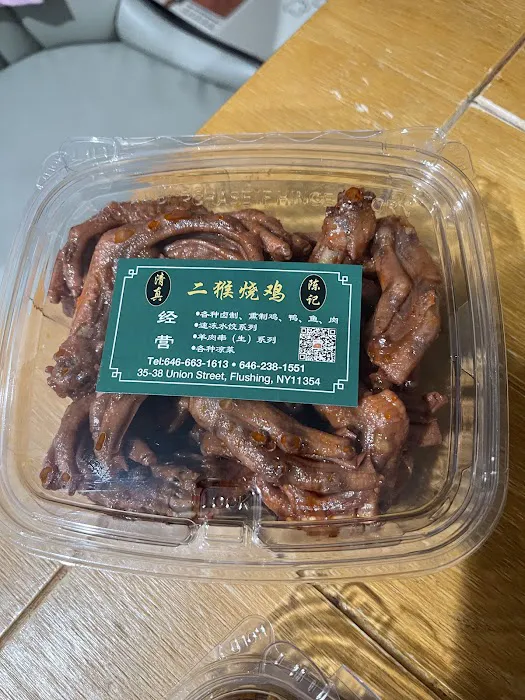 清真
二猴烧鸡
陈记
经营
•各种卤制、熏制鸡、鸭、鱼、肉
•速冻水饺系列
•羊肉串（生）系列
•各种凉菜
Tel:646-663-1613 • 646-238-1551
35-38 Union Street, Flushing, NY11354
LOCK